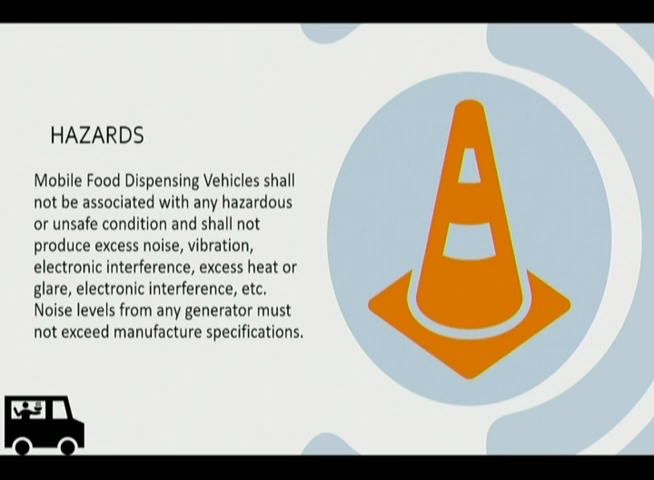 HAZARDS
Mobile Food Dispensing Vehicles shall
not be associated with any hazardous
or unsafe condition and shall not
produce excess noise, vibration,
electronic interference, excess heat or
glare, electronic interference, etc.
Noise levels from any generator must
not exceed manufacture specifications.